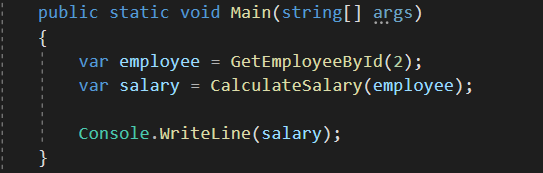 public static void Main(string[] args)
{
    var employee = GetEmployeeById(2);
    var salary = CalculateSalary(employee);

    Console.WriteLine(salary);
}